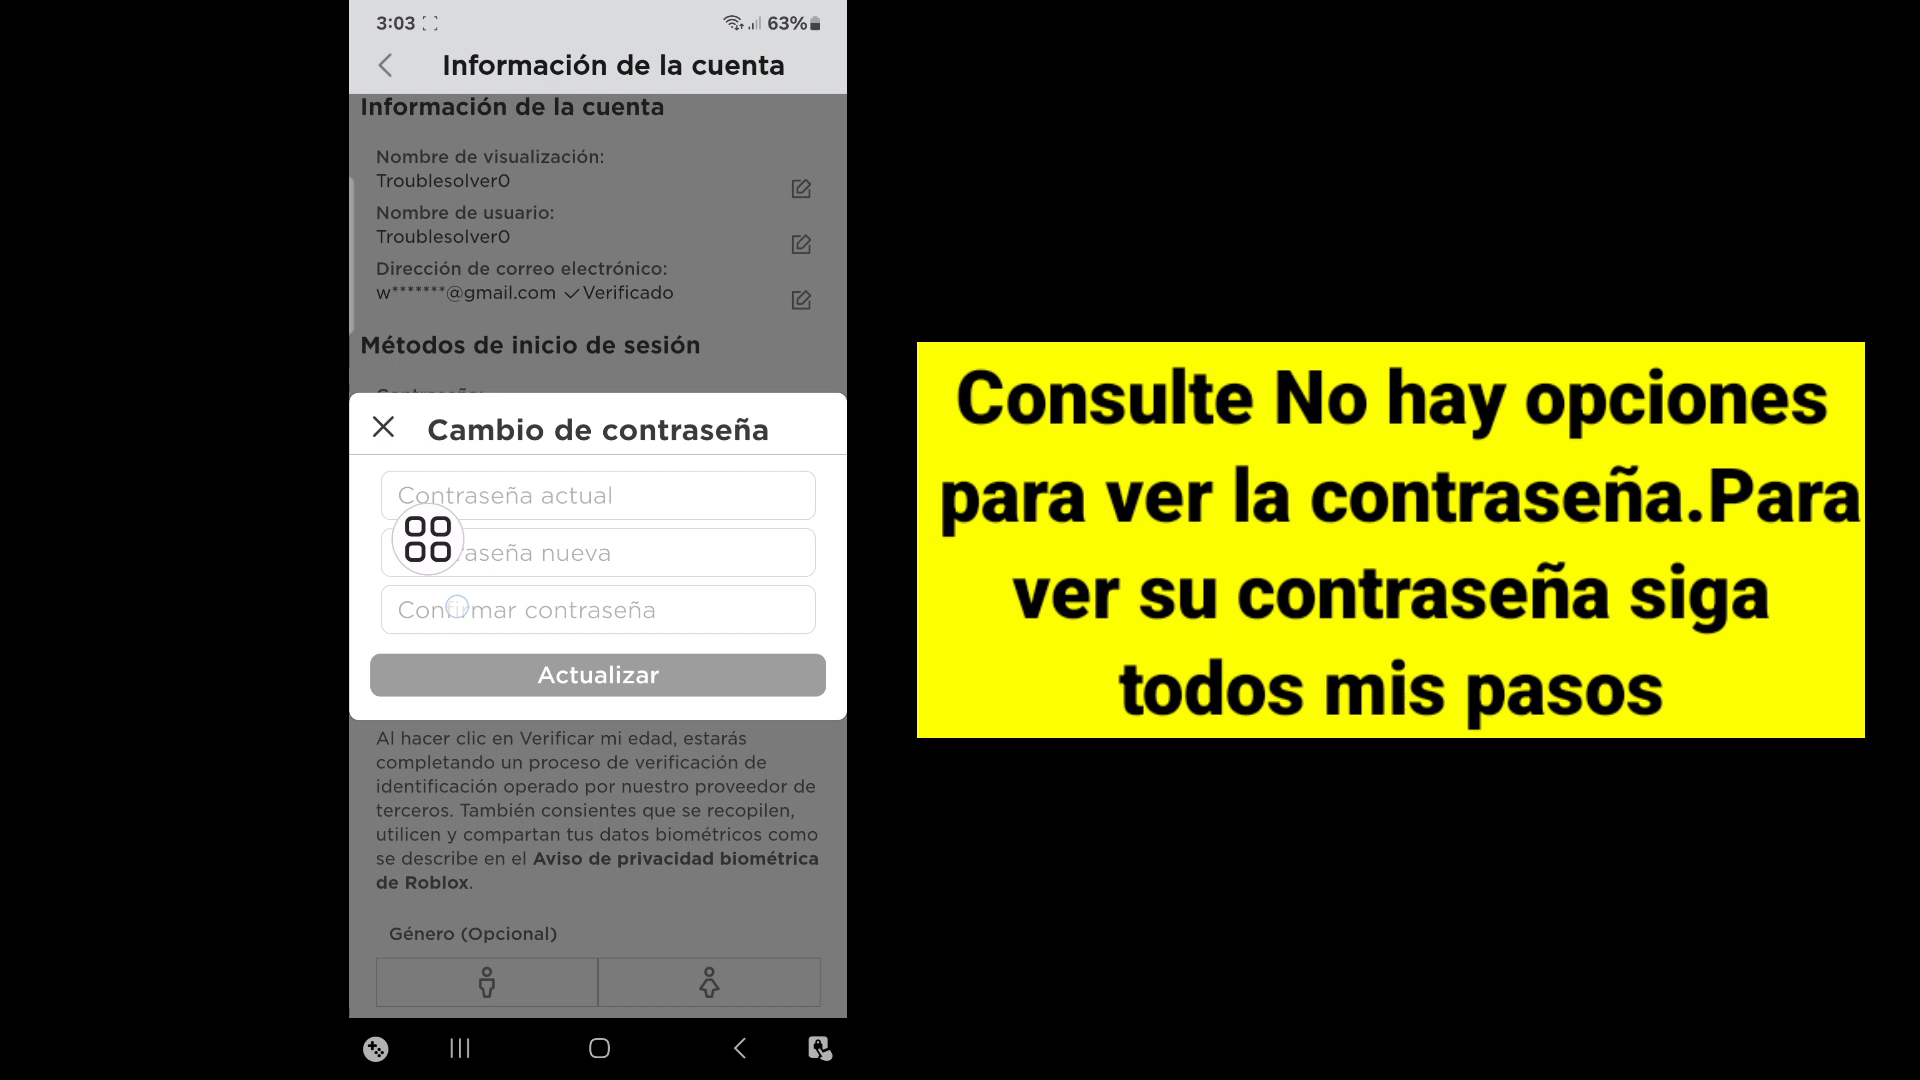 3:03
63%
Información de la cuenta
Información de la cuenta
Nombre de visualización:
Troublesolver0
Nombre de usuario:
Troublesolver0
Dirección de correo electrónico:
w*******@gmail.com ✓Verificado
Métodos de inicio de sesión
Cambio de contraseña
Contraseña actual
aseña nueva
Confirmar contraseña
Actualizar
Al hacer clic en Verificar mi edad, estarás
completando un proceso de verificación de
identificación operado por nuestro proveedor de
terceros. También consientes que se recopilen,
utilicen y compartan tus datos biométricos como
se describe en el Aviso de privacidad biométrica
de Roblox.
Género (Opcional)
Consulte No hay opciones
para ver la contraseña.Para
ver su contraseña siga
todos mis pasos